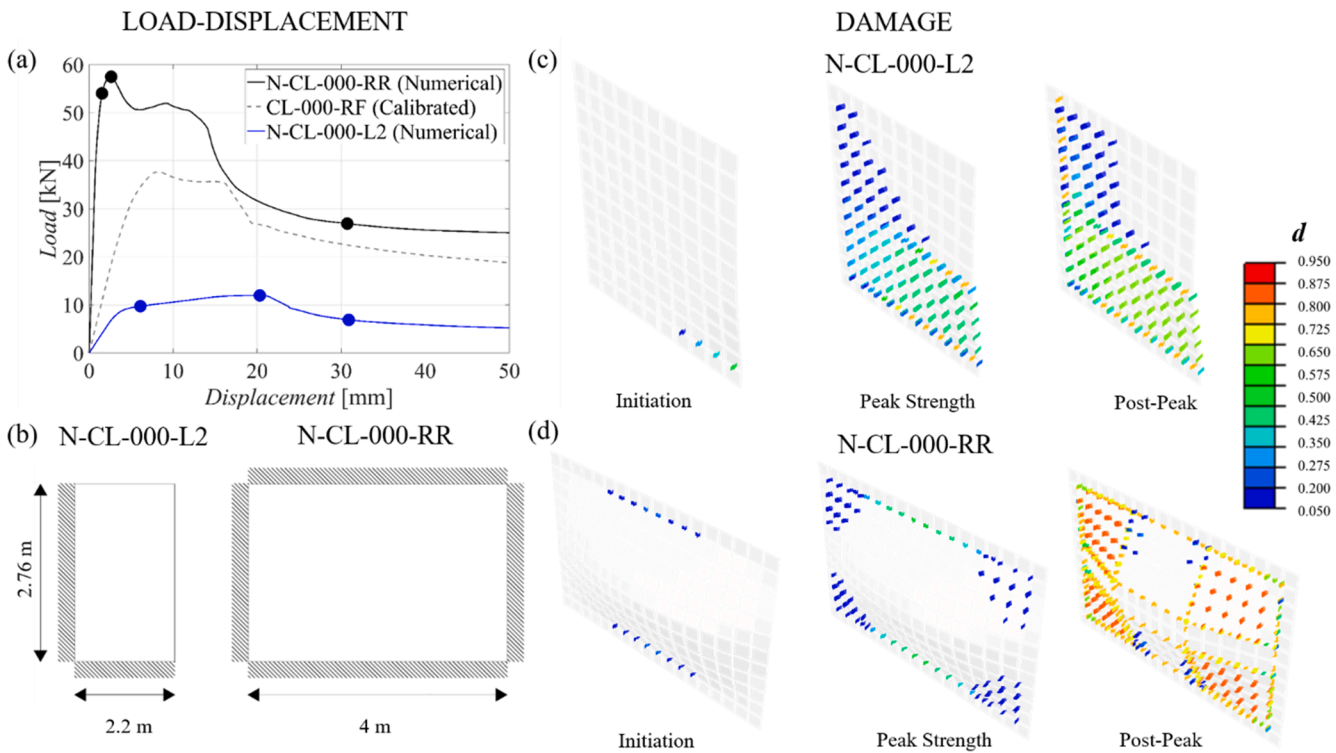 LOAD-DISPLACEMENT
DAMAGE
(a)
60
50
40
30
20
10
0
Load [kN]
N-CL-000-RR (Numerical)
CL-000-RF (Calibrated)
N-CL-000-L2 (Numerical)
0 10 20 30 40 50
Displacement [mm]
(c)
N-CL-000-L2
Initiation
Peak Strength
Post-Peak
d
0.950
0.875
0.800
0.725
0.650
0.500
0.425
0.350
0.275
0.200
0.050
(b)
N-CL-000-L2
N-CL-000-RR
2.76 m
2.2 m
4 m
(d)
N-CL-000-RR
Initiation
Peak Strength
Post-Peak